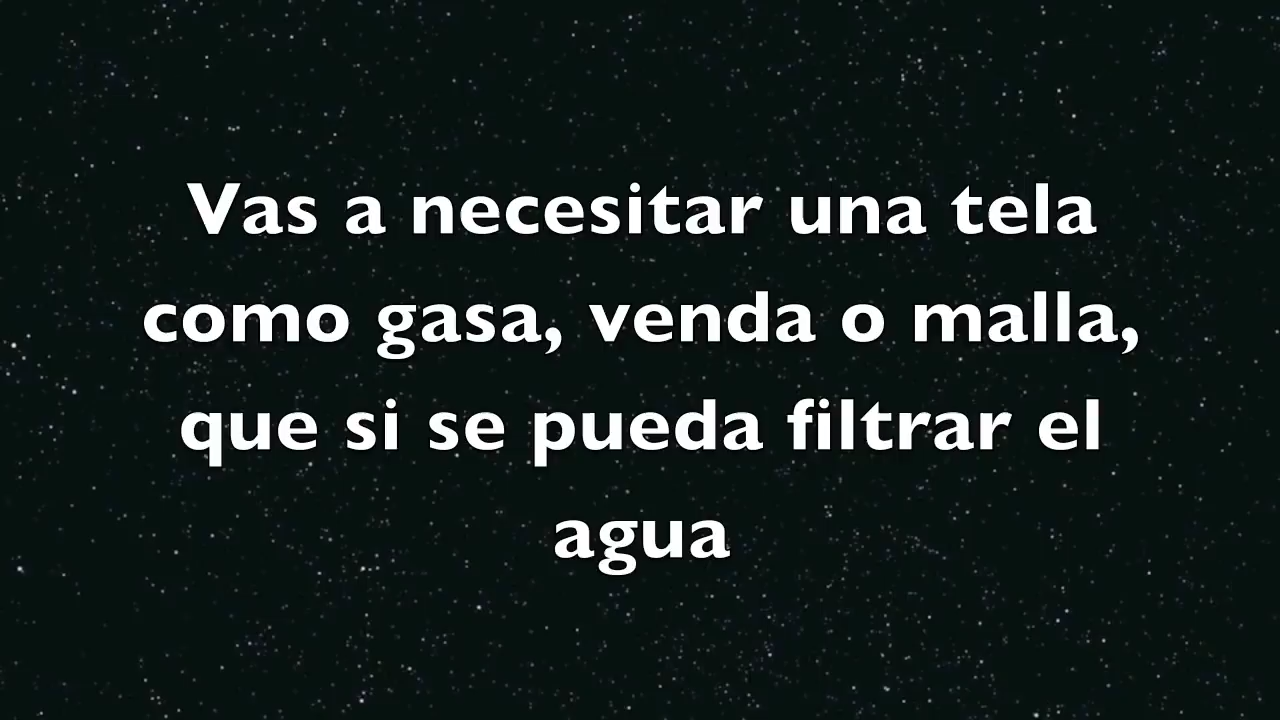 Vas a necesitar una tela
como gasa, venda o malla,
que si se pueda filtrar el
agua